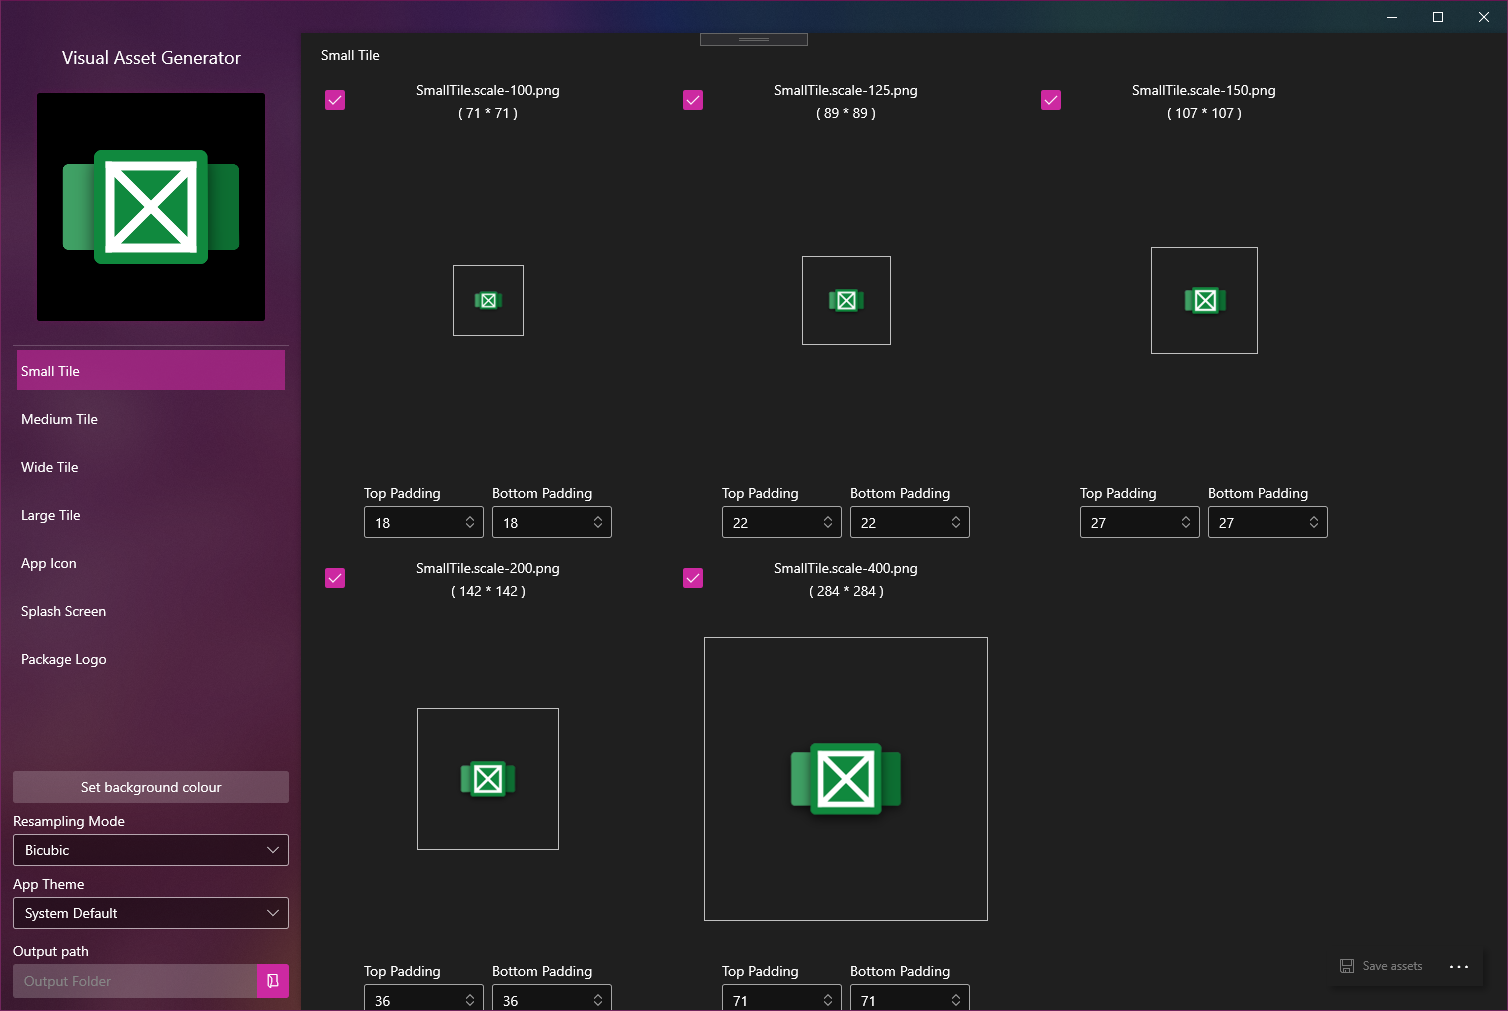 Visual Asset Generator
Small Tile
Medium Tile
Wide Tile
Large Tile
App Icon
Splash Screen
Package Logo
Set background colour
Resampling Mode
Bicubic
App Theme
System Default
Output path
Output Folder
Small Tile
SmallTile.scale-100.png
( 71 * 71 )
Top Padding
Bottom Padding
18
18
SmallTile.scale-125.png
( 89 * 89 )
Top Padding
Bottom Padding
22
22
SmallTile.scale-150.png
( 107 * 107 )
Top Padding
Bottom Padding
27
27
SmallTile.scale-200.png
( 142 * 142 )
Top Padding
Bottom Padding
36
36
SmallTile.scale-400.png
( 284 * 284 )
Top Padding
Bottom Padding
71
71
Save assets